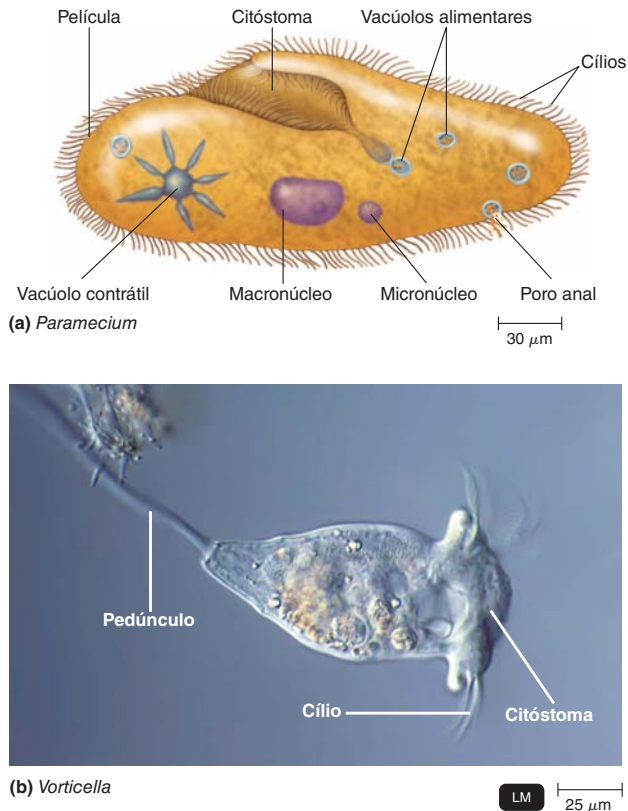 Película
Citóstoma
Vacúolos alimentares
Cílios
Vacúolo contrátil
Macronúcleo
Micronúcleo
Poro anal
(a) Paramecium
30 μm
Pedúnculo
Cílio
Citóstoma
(b) Vorticella
LM
25 μm